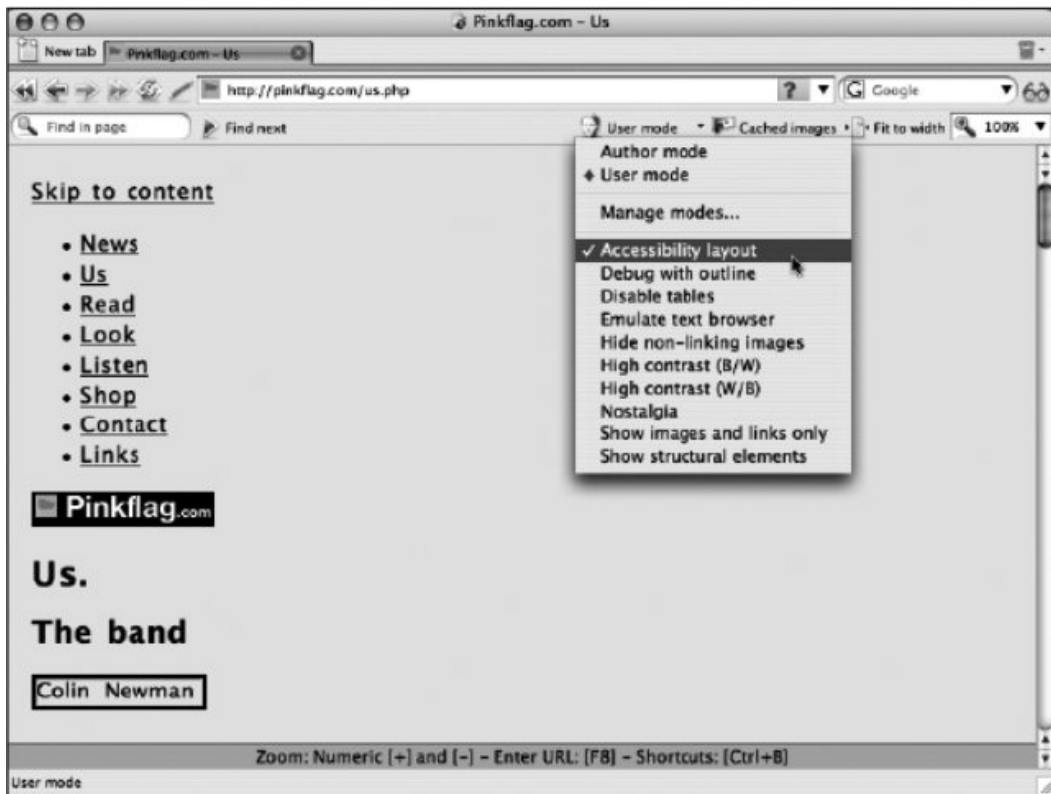 Pinkflag.com – Us
New tab
Pinkflag.com – Us
http://pinkflag.com/us.php
?
G Google
Find in page
Find next
User mode
Cached images
Fit to width
100%
Author mode
User mode
Manage modes...
✓ Accessibility layout
Debug with outline
Disable tables
Emulate text browser
Hide non-linking images
High contrast (B/W)
High contrast (W/B)
Nostalgia
Show images and links only
Show structural elements
Skip to content
• News
• Us
• Read
• Look
• Listen
• Shop
• Contact
• Links
Pinkflag.com
Us.
The band
Colin Newman
Zoom: Numeric [+] and [-] – Enter URL: [F8] – Shortcuts: [Ctrl+B]
User mode